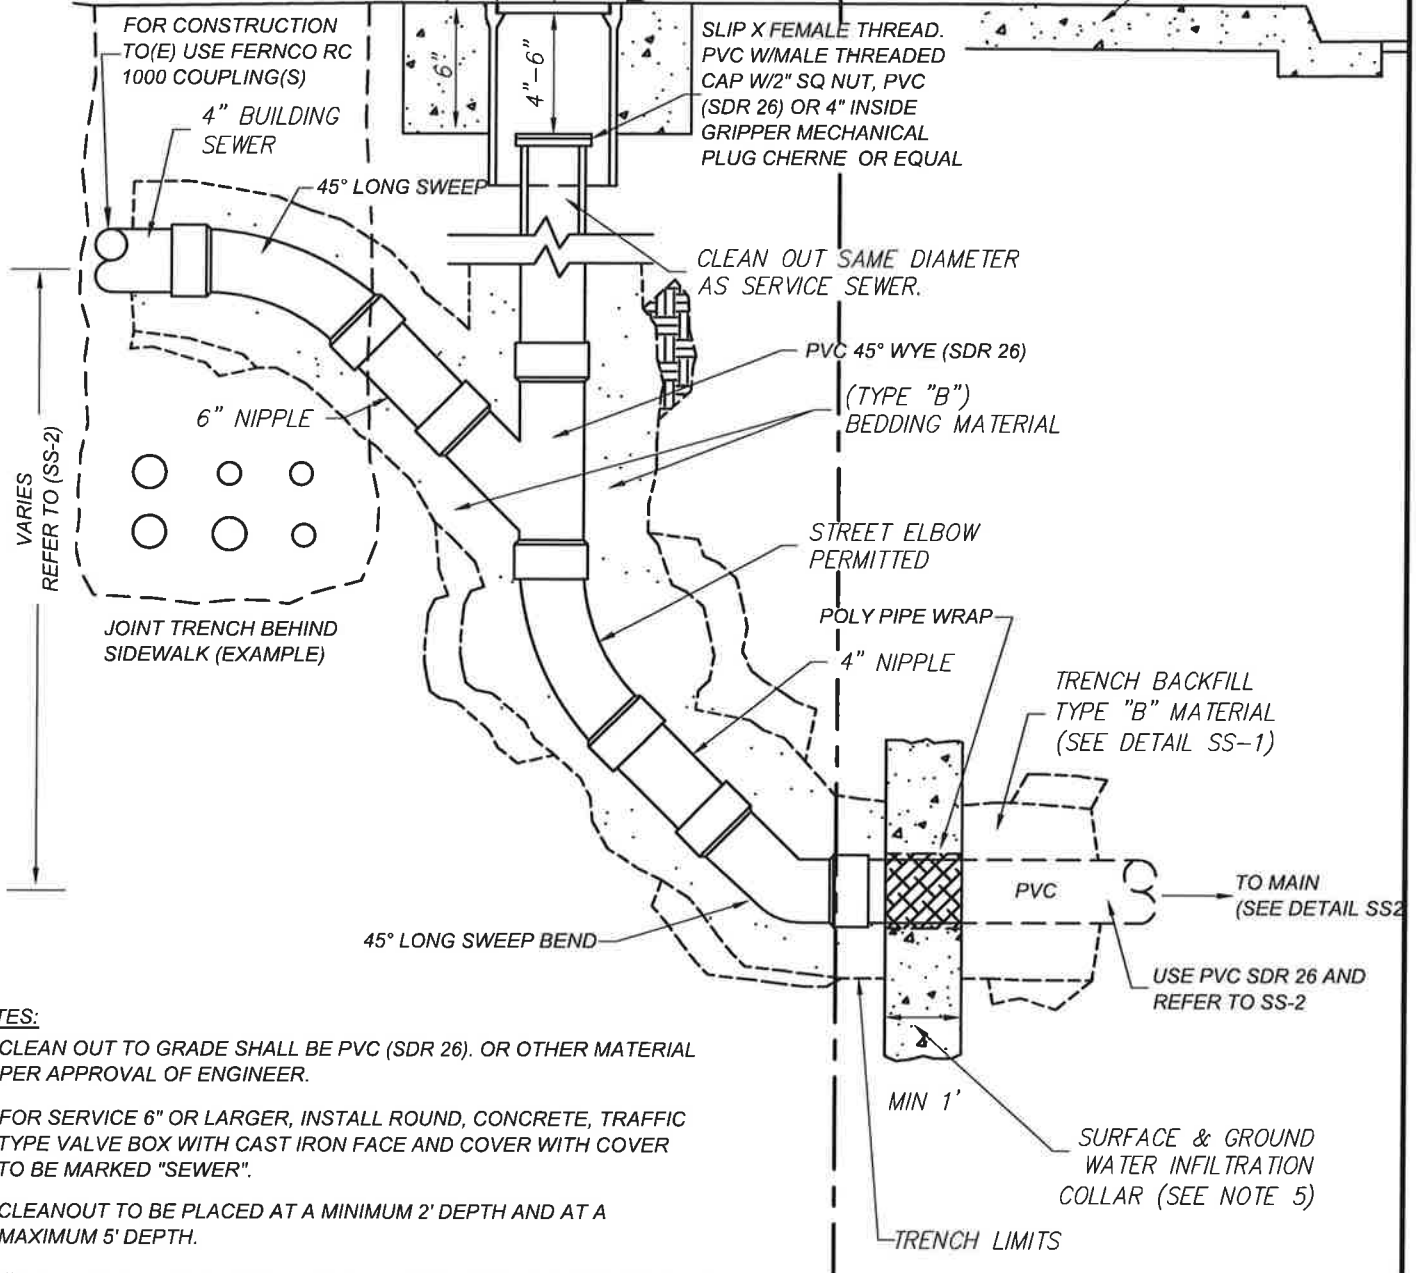 FOR CONSTRUCTION
TO(E) USE FERNCO RC
1000 COUPLING(S)
4" BUILDING
SEWER
45° LONG SWEEP
6"
4"-6"
SLIP X FEMALE THREAD.
PVC W/MALE THREADED
CAP W/2" SQ NUT, PVC
(SDR 26) OR 4" INSIDE
GRIPPER MECHANICAL
PLUG CHERNE OR EQUAL
CLEAN OUT SAME DIAMETER
AS SERVICE SEWER.
PVC 45° WYE (SDR 26)
(TYPE "B")
BEDDING MATERIAL
6" NIPPLE
VARIES
REFER TO (SS-2)
JOINT TRENCH BEHIND
SIDEWALK (EXAMPLE)
STREET ELBOW
PERMITTED
POLY PIPE WRAP
4" NIPPLE
TRENCH BACKFILL
TYPE "B" MATERIAL
(SEE DETAIL SS-1)
PVC
TO MAIN
(SEE DETAIL SS2
45° LONG SWEEP BEND
USE PVC SDR 26 AND
REFER TO SS-2
MIN 1'
SURFACE & GROUND
WATER INFILTRATION
COLLAR (SEE NOTE 5)
TRENCH LIMITS
TES:
CLEAN OUT TO GRADE SHALL BE PVC (SDR 26). OR OTHER MATERIAL
PER APPROVAL OF ENGINEER.
FOR SERVICE 6" OR LARGER, INSTALL ROUND, CONCRETE, TRAFFIC
TYPE VALVE BOX WITH CAST IRON FACE AND COVER WITH COVER
TO BE MARKED "SEWER".
CLEANOUT TO BE PLACED AT A MINIMUM 2' DEPTH AND AT A
MAXIMUM 5' DEPTH.